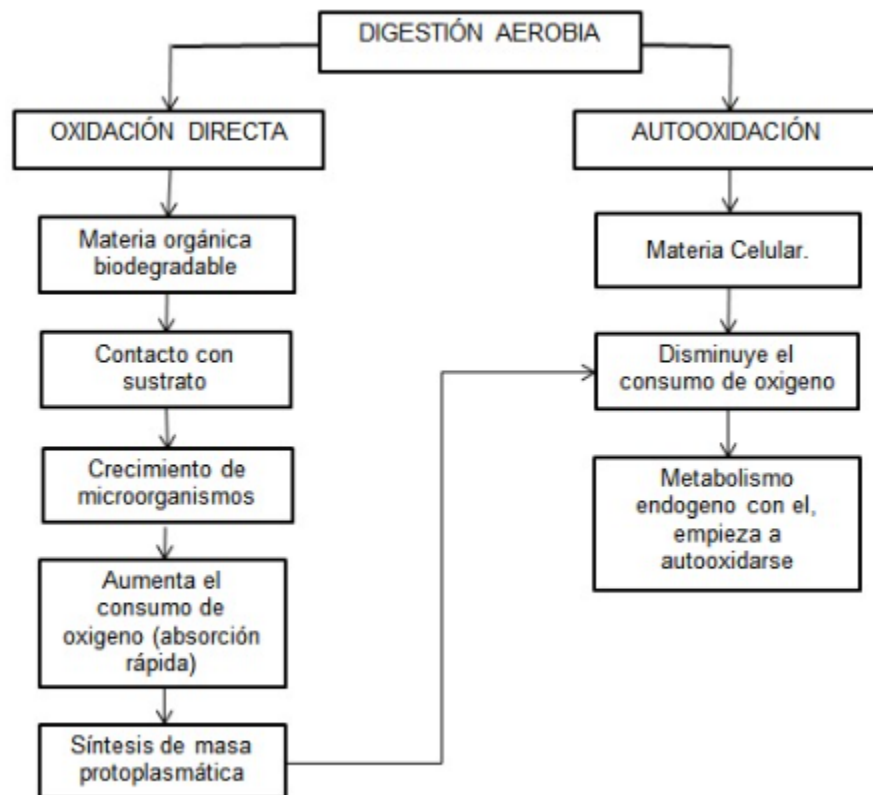 DIGESTIÓN AEROBIA
OXIDACIÓN DIRECTA
Materia orgánica
biodegradable
Contacto con
sustrato
Crecimiento de
microorganismos
Aumenta el
consumo de
oxigeno (absorción
rápida)
Síntesis de masa
protoplasmática
AUTOOXIDACIÓN
Materia Celular.
Disminuye el
consumo de oxigeno
Metabolismo
endogeno con el,
empieza a
autooxidarse